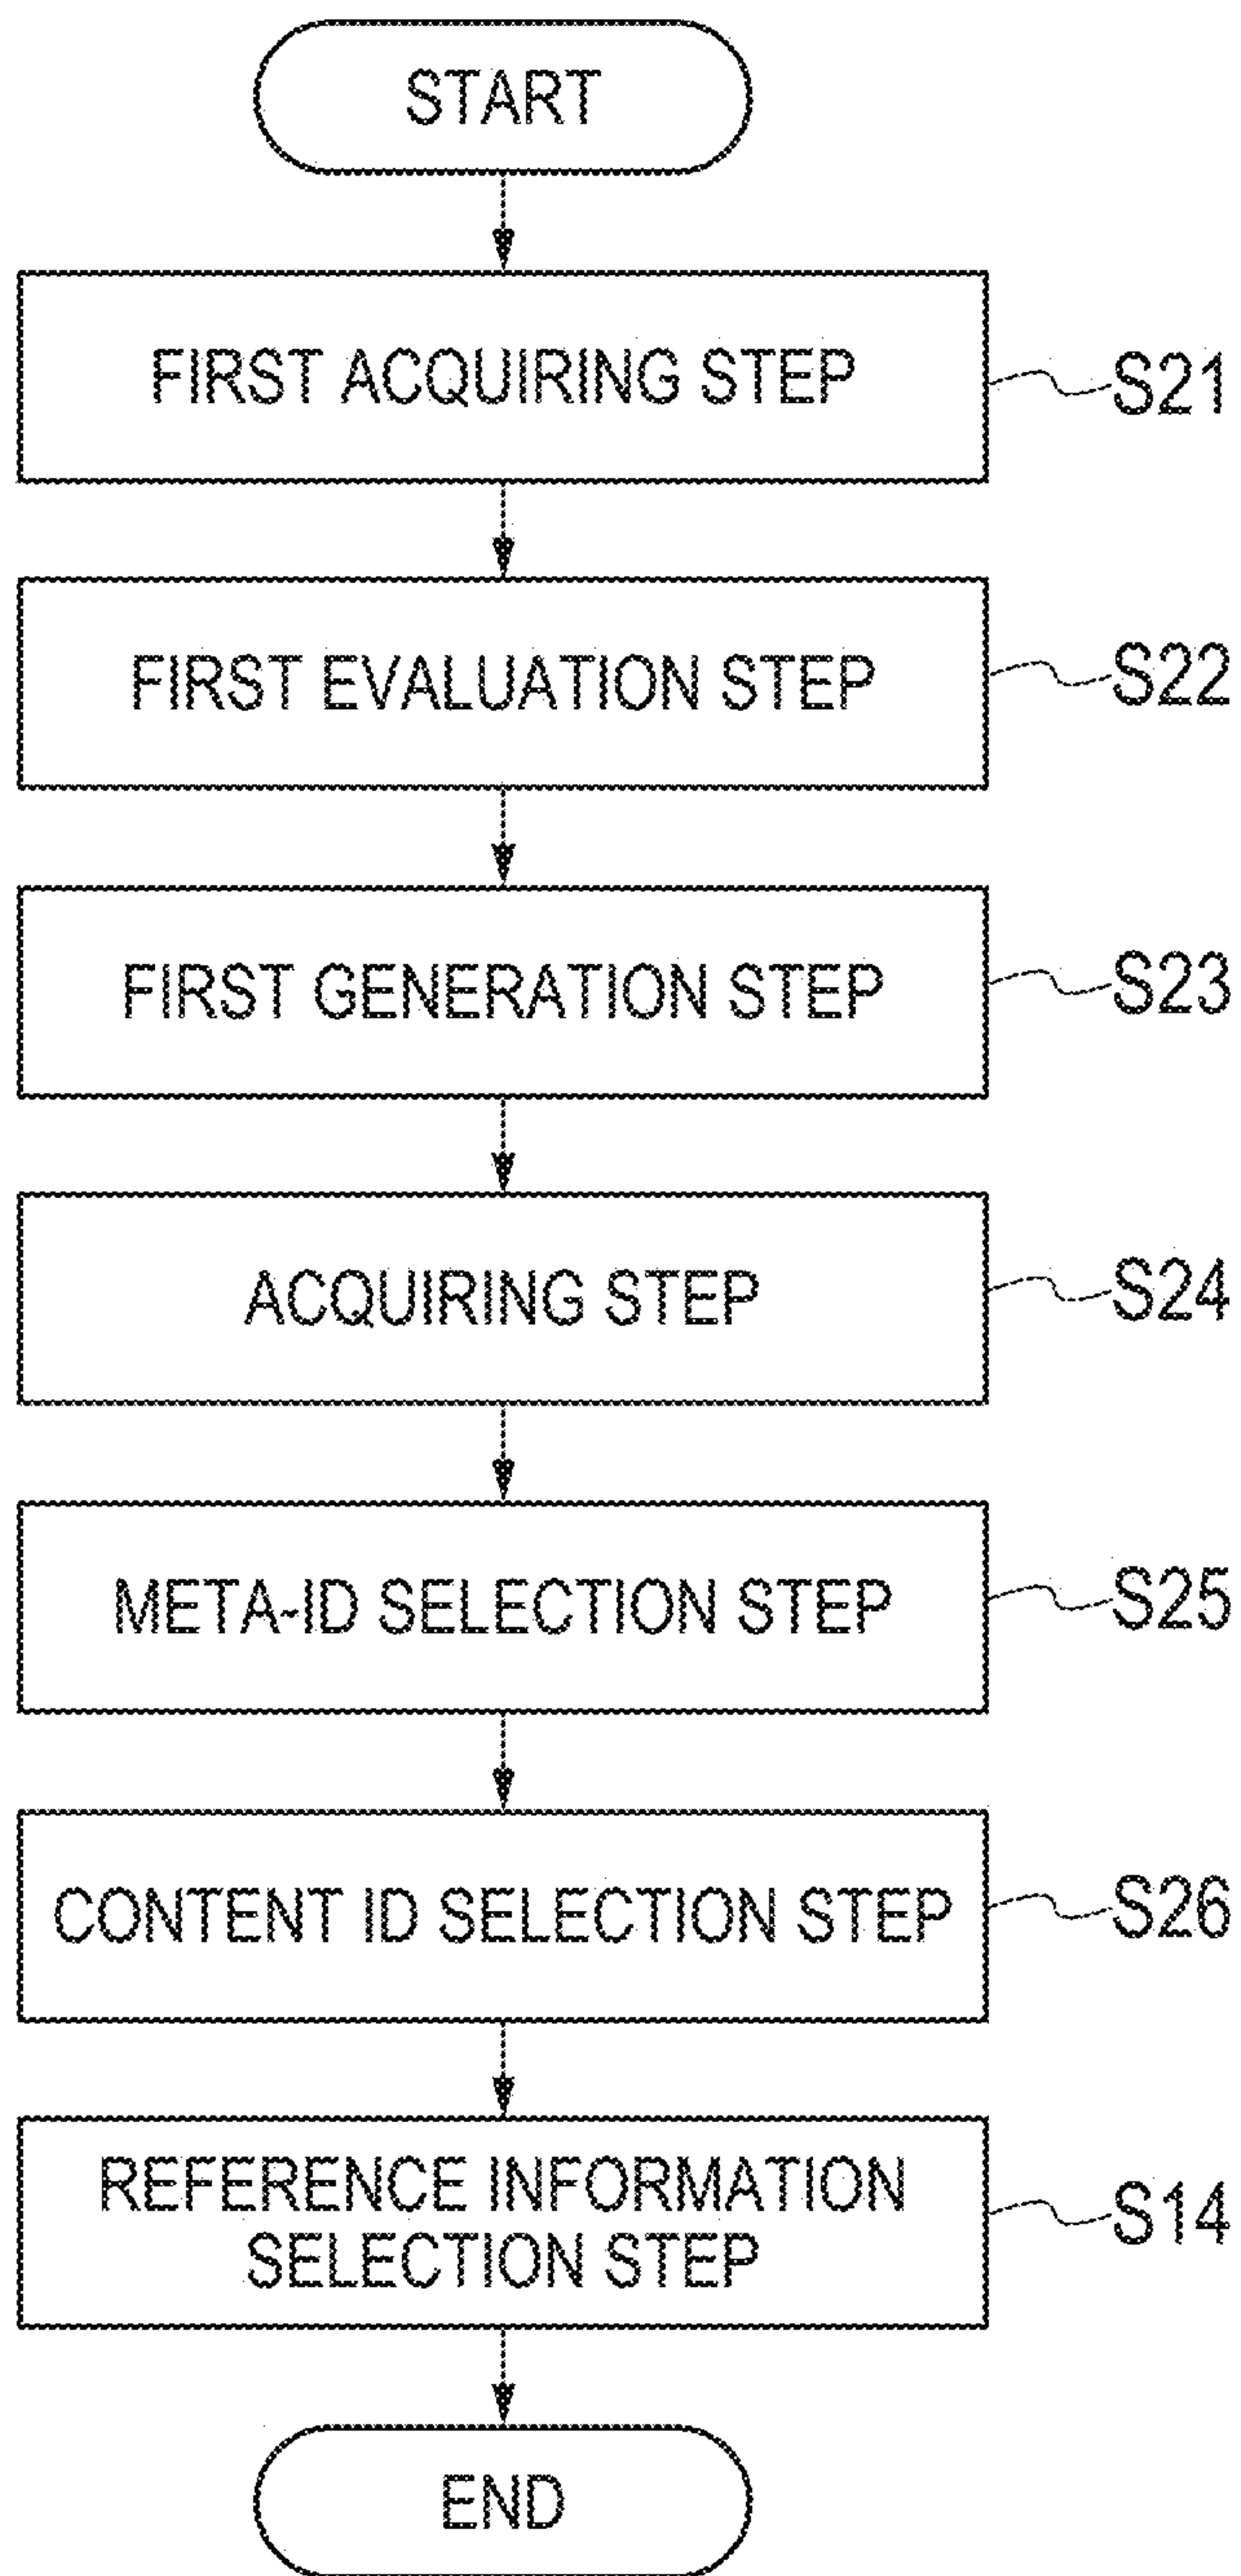 START
FIRST ACQUIRING STEP
S21
FIRST EVALUATION STEP
S22
FIRST GENERATION STEP
S23
ACQUIRING STEP
S24
META-ID SELECTION STEP
S25
CONTENT ID SELECTION STEP
S26
REFERENCE INFORMATION
SELECTION STEP
S14
END